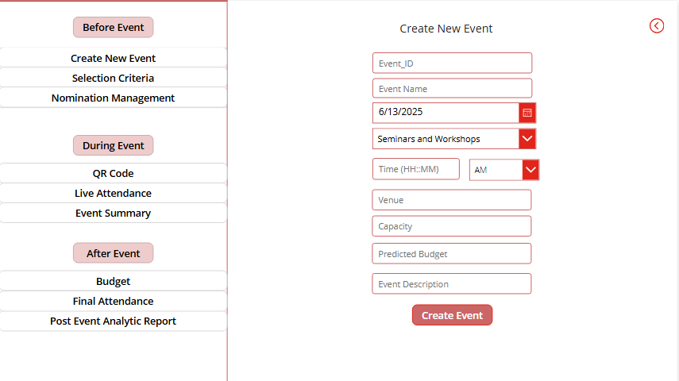 Before Event
Create New Event
Selection Criteria
Nomination Management
During Event
QR Code
Live Attendance
Event Summary
After Event
Budget
Final Attendance
Post Event Analytic Report
Create New Event
Event_ID
Event Name
6/13/2025
Seminars and Workshops
Time (HH::MM) AM
Venue
Capacity
Predicted Budget
Event Description
Create Event